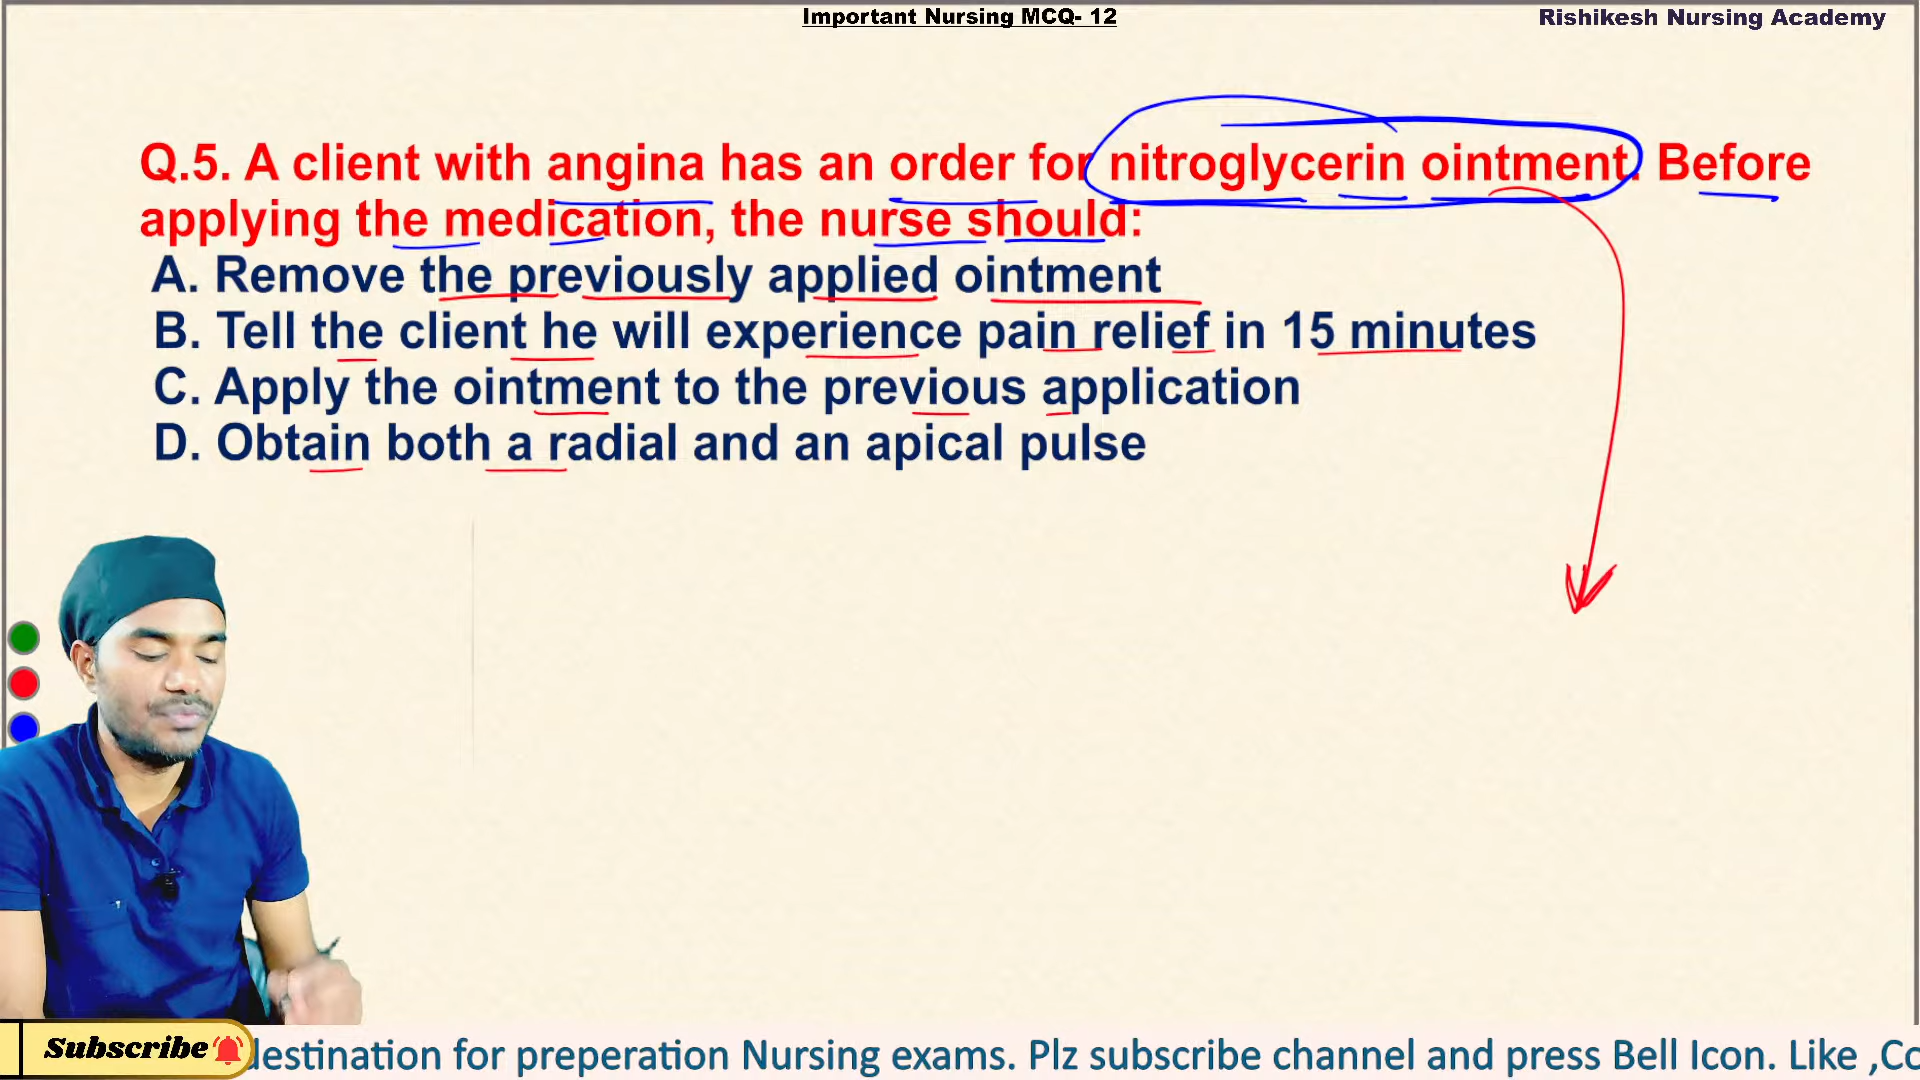 Important Nursing MCQ- 12
Rishikesh Nursing Academy
Q.5. A client with angina has an order for nitroglycerin ointment. Before
applying the medication, the nurse should:
A. Remove the previously applied ointment
B. Tell the client he will experience pain relief in 15 minutes
C. Apply the ointment to the previous application
D. Obtain both a radial and an apical pulse
Subscribe
destination for preperation Nursing exams. Plz subscribe channel and press Bell Icon. Like ,Co